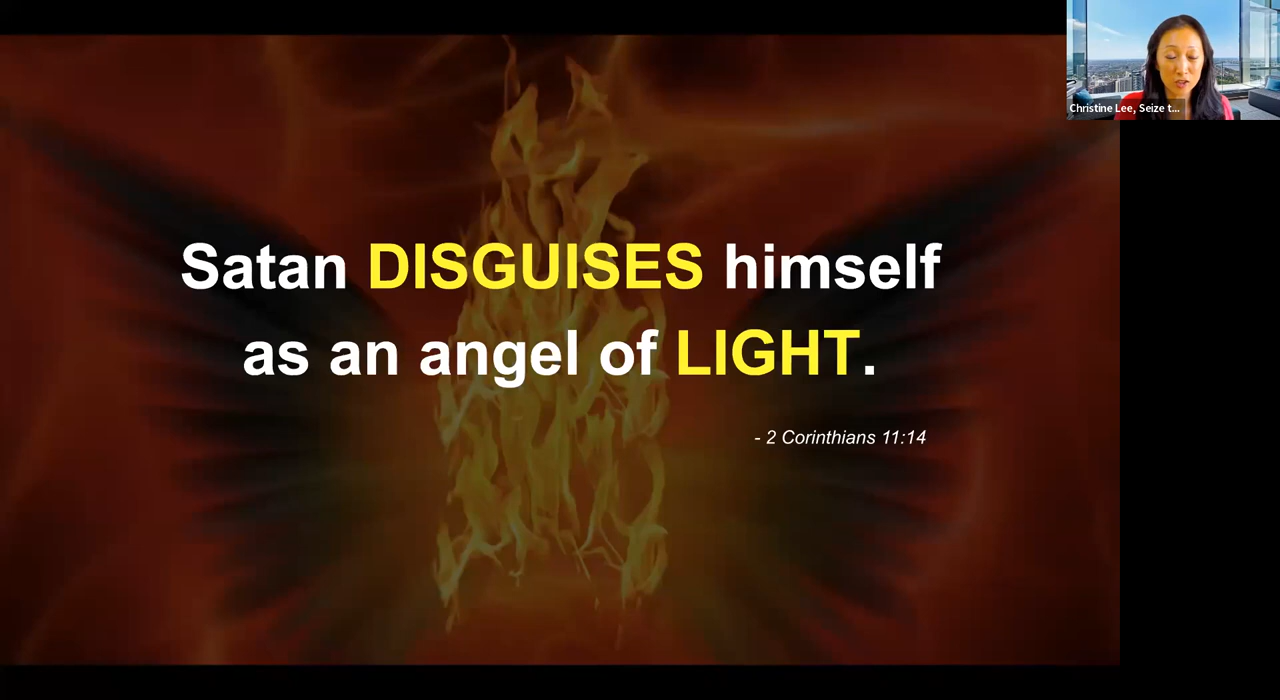 Christine Lee, Seize t...
Satan DISGUISES himself
as an angel of LIGHT.
- 2 Corinthians 11:14